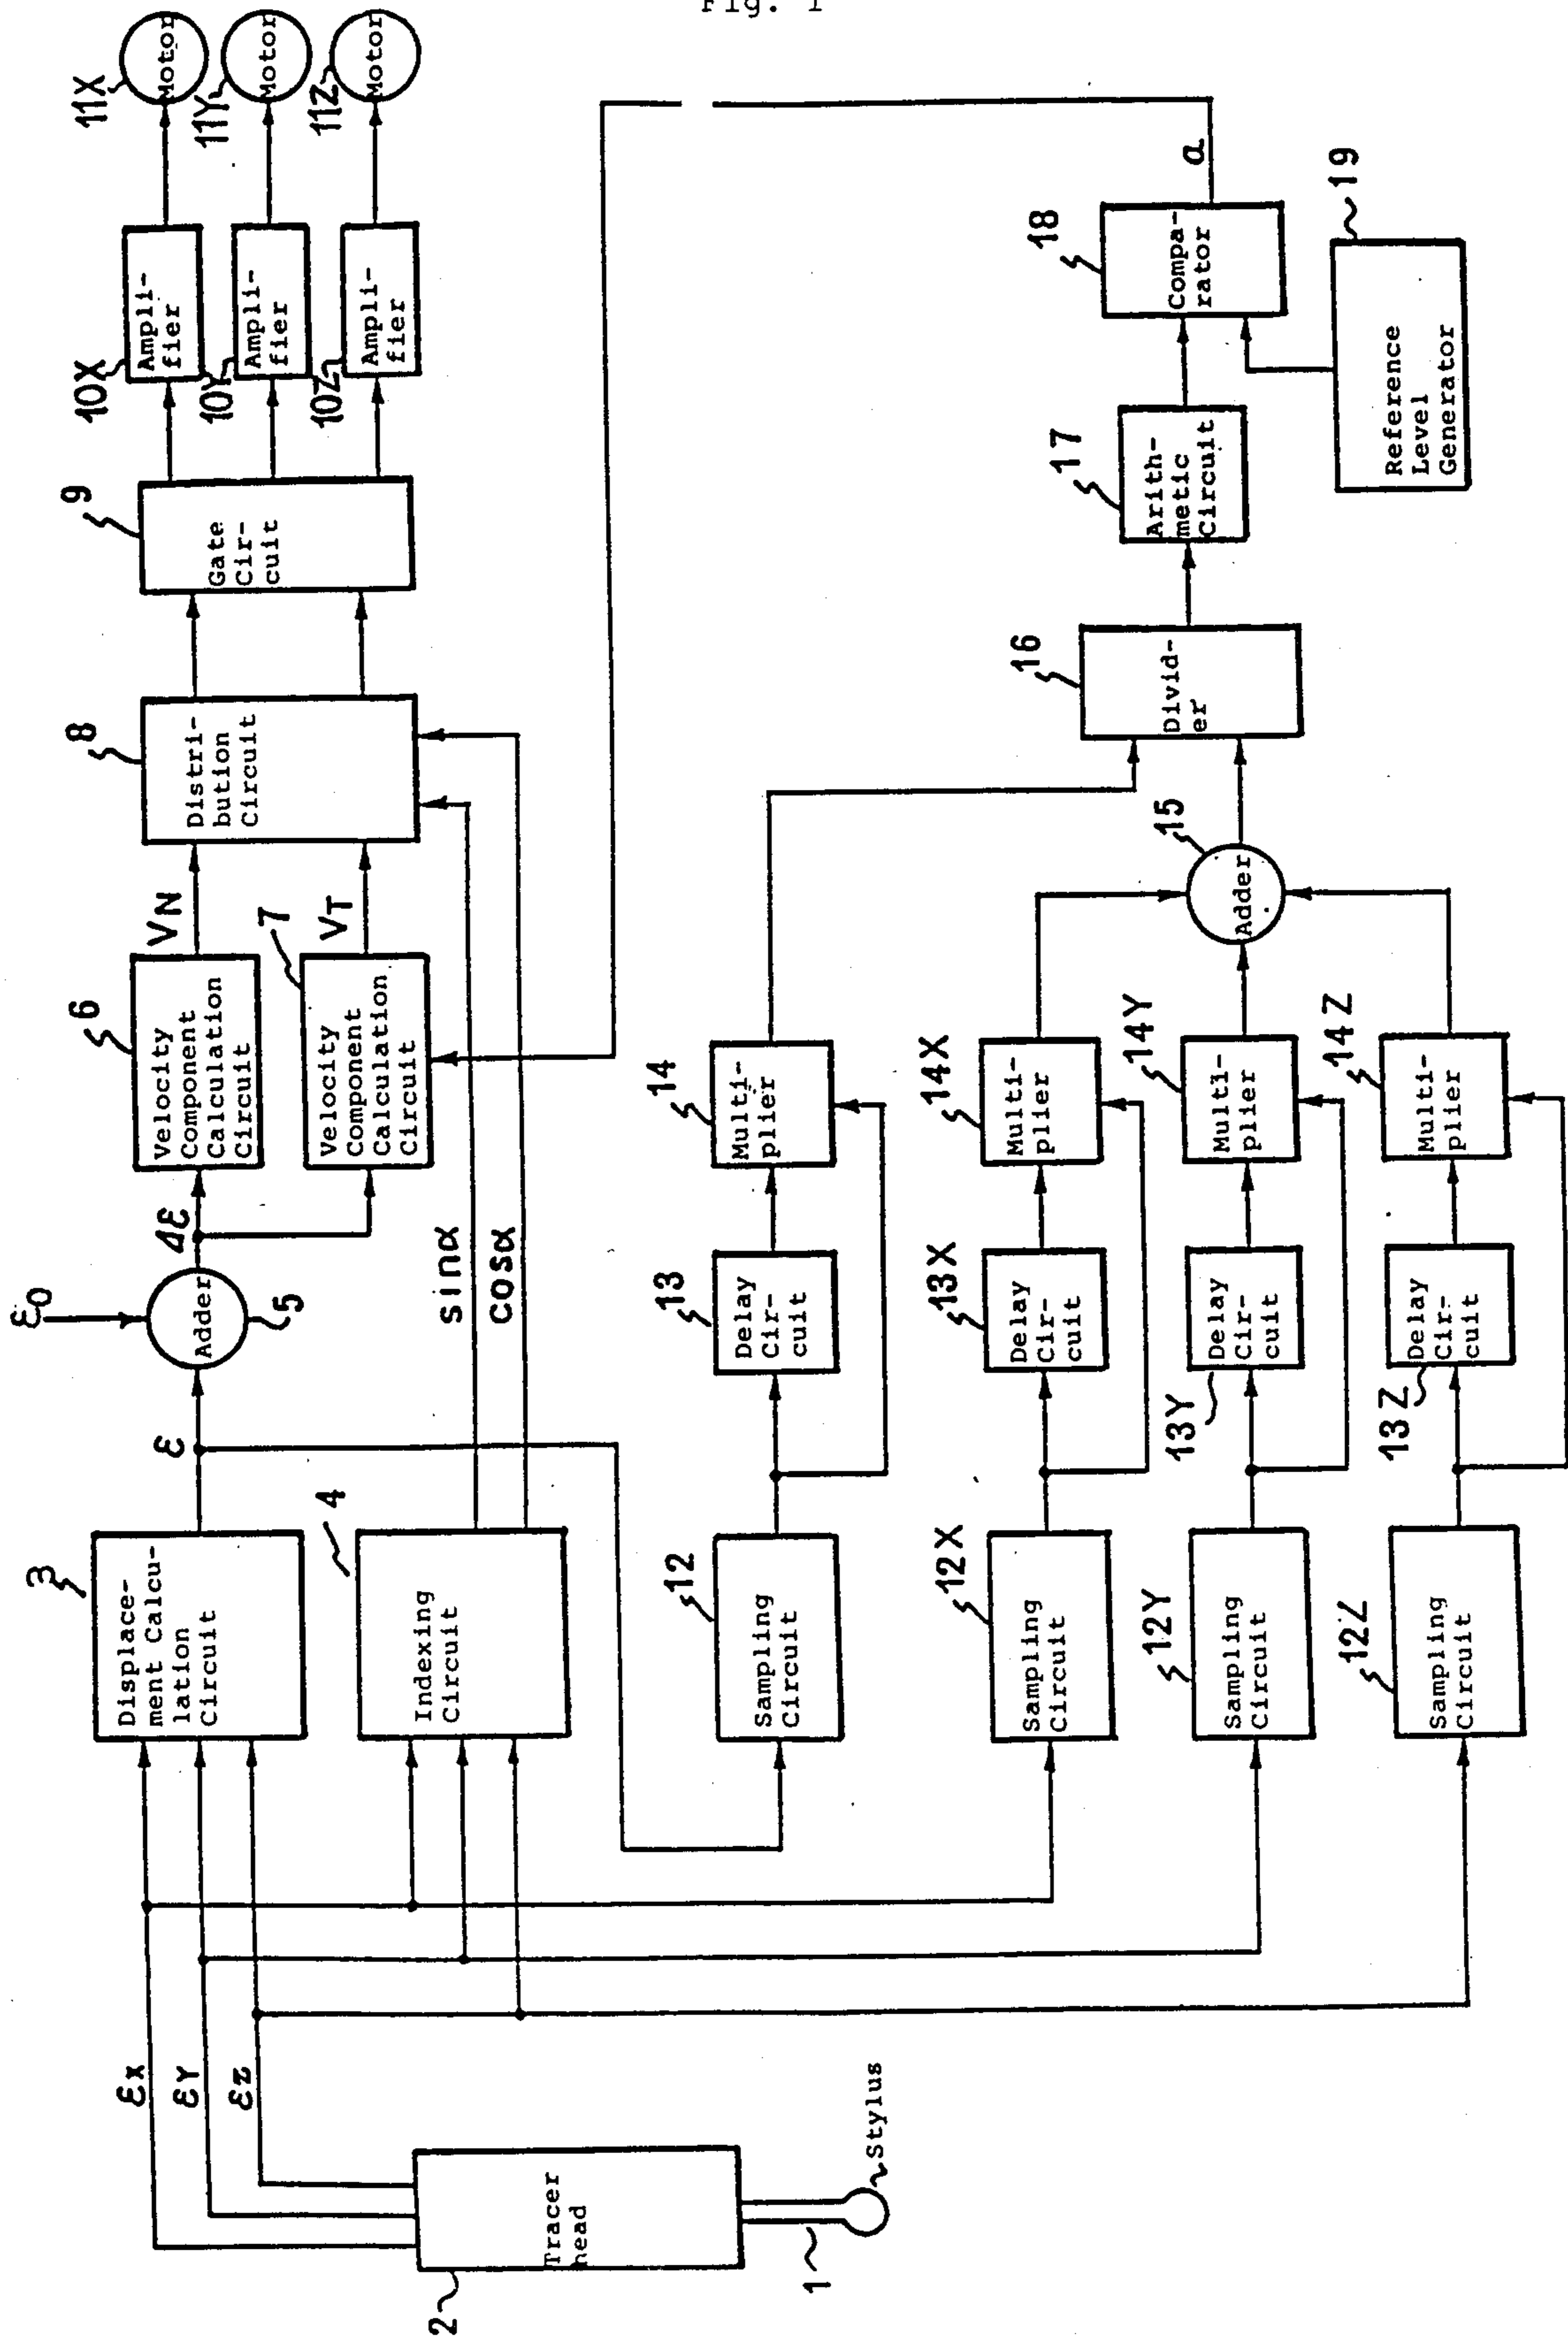 Fig. 1
11X
Motor
11Y
Motor
11Z
Motor
10X
Ampli-
fier
10Y
Ampli-
fier
10Z
Ampli-
fier
9
Gate
Cir-
cuit
8
Distri-
bution
Circuit
VN
VT
6
Velocity
Component
Calculation
Circuit
7
Velocity
Component
Calculation
Circuit
Δε
ε0
Adder
5
sinα
cosα
ε
3
Displace-
ment Calcu-
lation
Circuit
4
Indexing
Circuit
εx
εY
εz
2
Tracer
head
1
Stylus
12
Sampling
Circuit
13
Delay
Cir-
cuit
14
Multi-
plier
12X
Sampling
Circuit
13X
Delay
Cir-
cuit
14X
Multi-
plier
12Y
Sampling
Circuit
13Y
Delay
Cir-
cuit
14Y
Multi-
plier
12Z
Sampling
Circuit
13Z
Delay
Cir-
cuit
14Z
Multi-
plier
15
Adder
16
Divid-
er
17
Arith-
metic
Circuit
18
Compa-
rator
a
19
Reference
Level
Generator